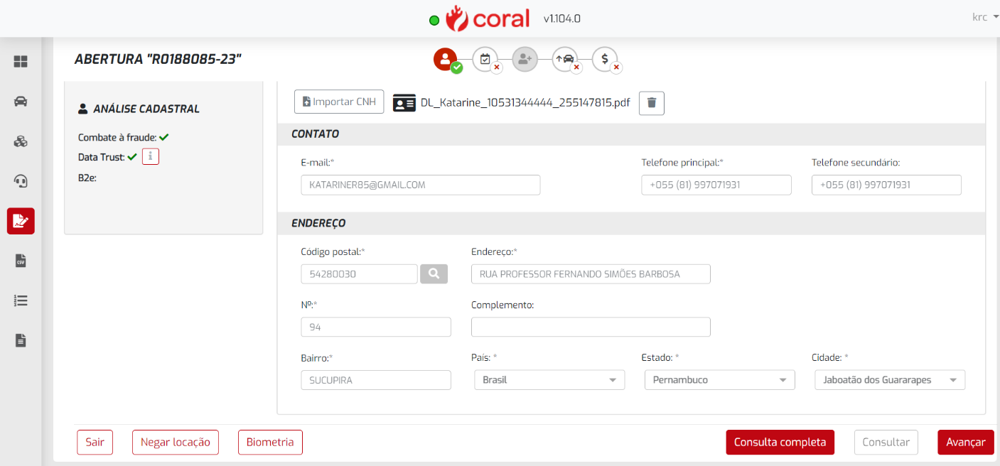 coral v1.104.0
krc
ABERTURA "R0188085-23"
$
ANÁLISE CADASTRAL
Combate à fraude:
Data Trust: i
B2e:
Importar CNH DL_Katarine_10531344444_255147815.pdf
CONTATO
E-mail:* Telefone principal:* Telefone secundário:
KATARINER85@GMAIL.COM +055 (81) 997071931 +055 (81) 997071931
ENDEREÇO
Código postal:* Endereço:*
54280030 RUA PROFESSOR FERNANDO SIMÕES BARBOSA
Nº:* Complemento:
94
Bairro:* País: * Estado: * Cidade: *
SUCUPIRA Brasil Pernambuco Jaboatão dos Guararapes
CSV
Sair Negar locação Biometria Consulta completa Consultar Avançar